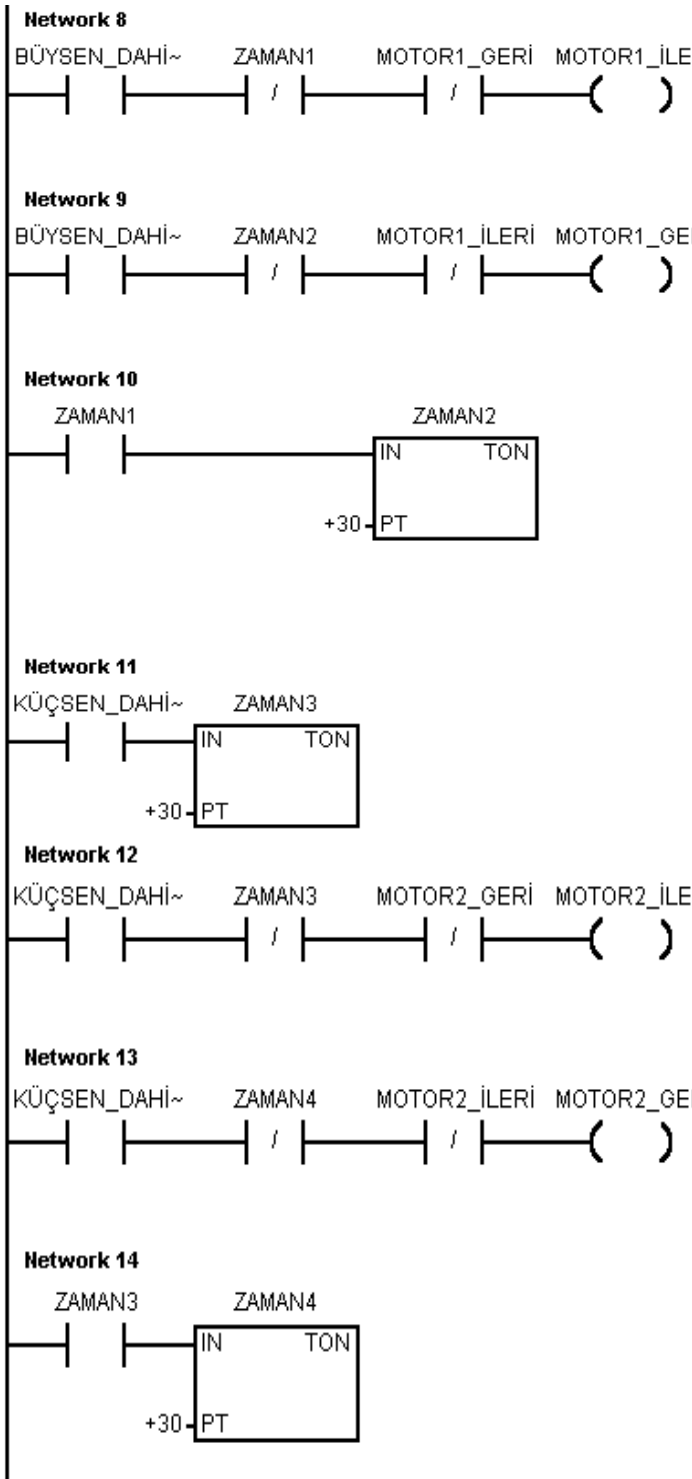 Network 8
BÜYSEN_DAHİ~ ZAMAN1 MOTOR1_GERİ MOTOR1_İLE
/ /
Network 9
BÜYSEN_DAHİ~ ZAMAN2 MOTOR1_İLERİ MOTOR1_GE
/ /
Network 10
ZAMAN1 ZAMAN2
IN TON
+30 PT
Network 11
KÜÇSEN_DAHİ~ ZAMAN3
IN TON
+30 PT
Network 12
KÜÇSEN_DAHİ~ ZAMAN3 MOTOR2_GERİ MOTOR2_İLE
/ /
Network 13
KÜÇSEN_DAHİ~ ZAMAN4 MOTOR2_İLERİ MOTOR2_GE
/ /
Network 14
ZAMAN3 ZAMAN4
IN TON
+30 PT